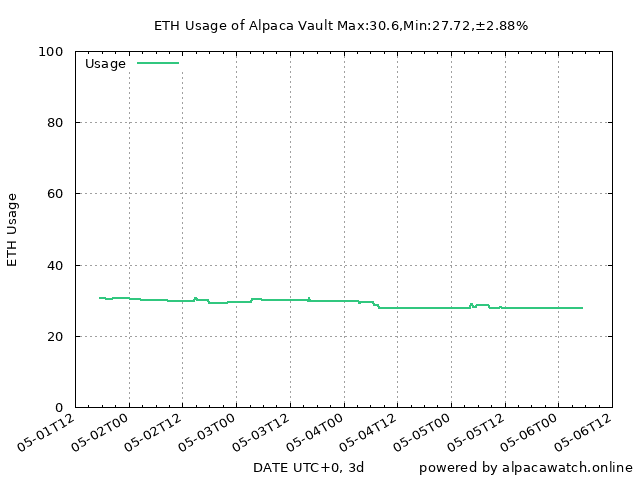 ETH Usage of Alpaca Vault Max:30.6,Min:27.72,±2.88%
Usage
ETH Usage
100
80
60
40
20
0
05-01T12
05-02T00
05-02T12
05-03T00
05-03T12
05-04T00
05-04T12
05-05T00
05-05T12
05-06T00
05-06T12
DATE UTC+0, 3d
powered by alpacawatch.online